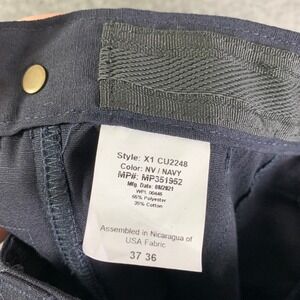 Style: X1 CU2248
Color: NV / NAVY
MP#: MP351952
Mfg. Date: 08/2021
WPL 00446
65% Polyester
35% Cotton
Assembled in Nicaragua of
USA Fabric
37 36